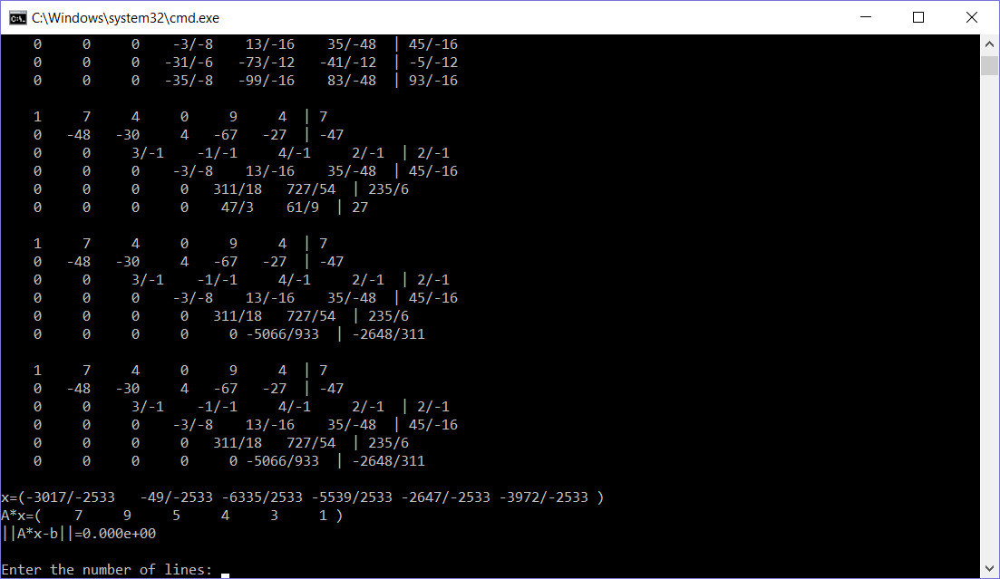 C:\Windows\system32\cmd.exe
0     0     0    -3/-8    13/-16    35/-48  | 45/-16
0     0     0   -31/-6   -73/-12   -41/-12  | -5/-12
0     0     0   -35/-8   -99/-16    83/-48  | 93/-16
1     7     4     0     9     4  | 7
0   -48   -30     4   -67   -27  | -47
0     0     3/-1    -1/-1     4/-1     2/-1  | 2/-1
0     0     0    -3/-8    13/-16    35/-48  | 45/-16
0     0     0     0   311/18   727/54  | 235/6
0     0     0     0    47/3    61/9  | 27
1     7     4     0     9     4  | 7
0   -48   -30     4   -67   -27  | -47
0     0     3/-1    -1/-1     4/-1     2/-1  | 2/-1
0     0     0    -3/-8    13/-16    35/-48  | 45/-16
0     0     0     0   311/18   727/54  | 235/6
0     0     0     0     0 -5066/933  | -2648/311
1     7     4     0     9     4  | 7
0   -48   -30     4   -67   -27  | -47
0     0     3/-1    -1/-1     4/-1     2/-1  | 2/-1
0     0     0    -3/-8    13/-16    35/-48  | 45/-16
0     0     0     0   311/18   727/54  | 235/6
0     0     0     0     0 -5066/933  | -2648/311
x=(-3017/-2533   -49/-2533 -6335/2533 -5539/2533 -2647/-2533 -3972/-2533 )
A*x=(    7     9     5     4     3     1 )
||A*x-b||=0.000e+00
Enter the number of lines: